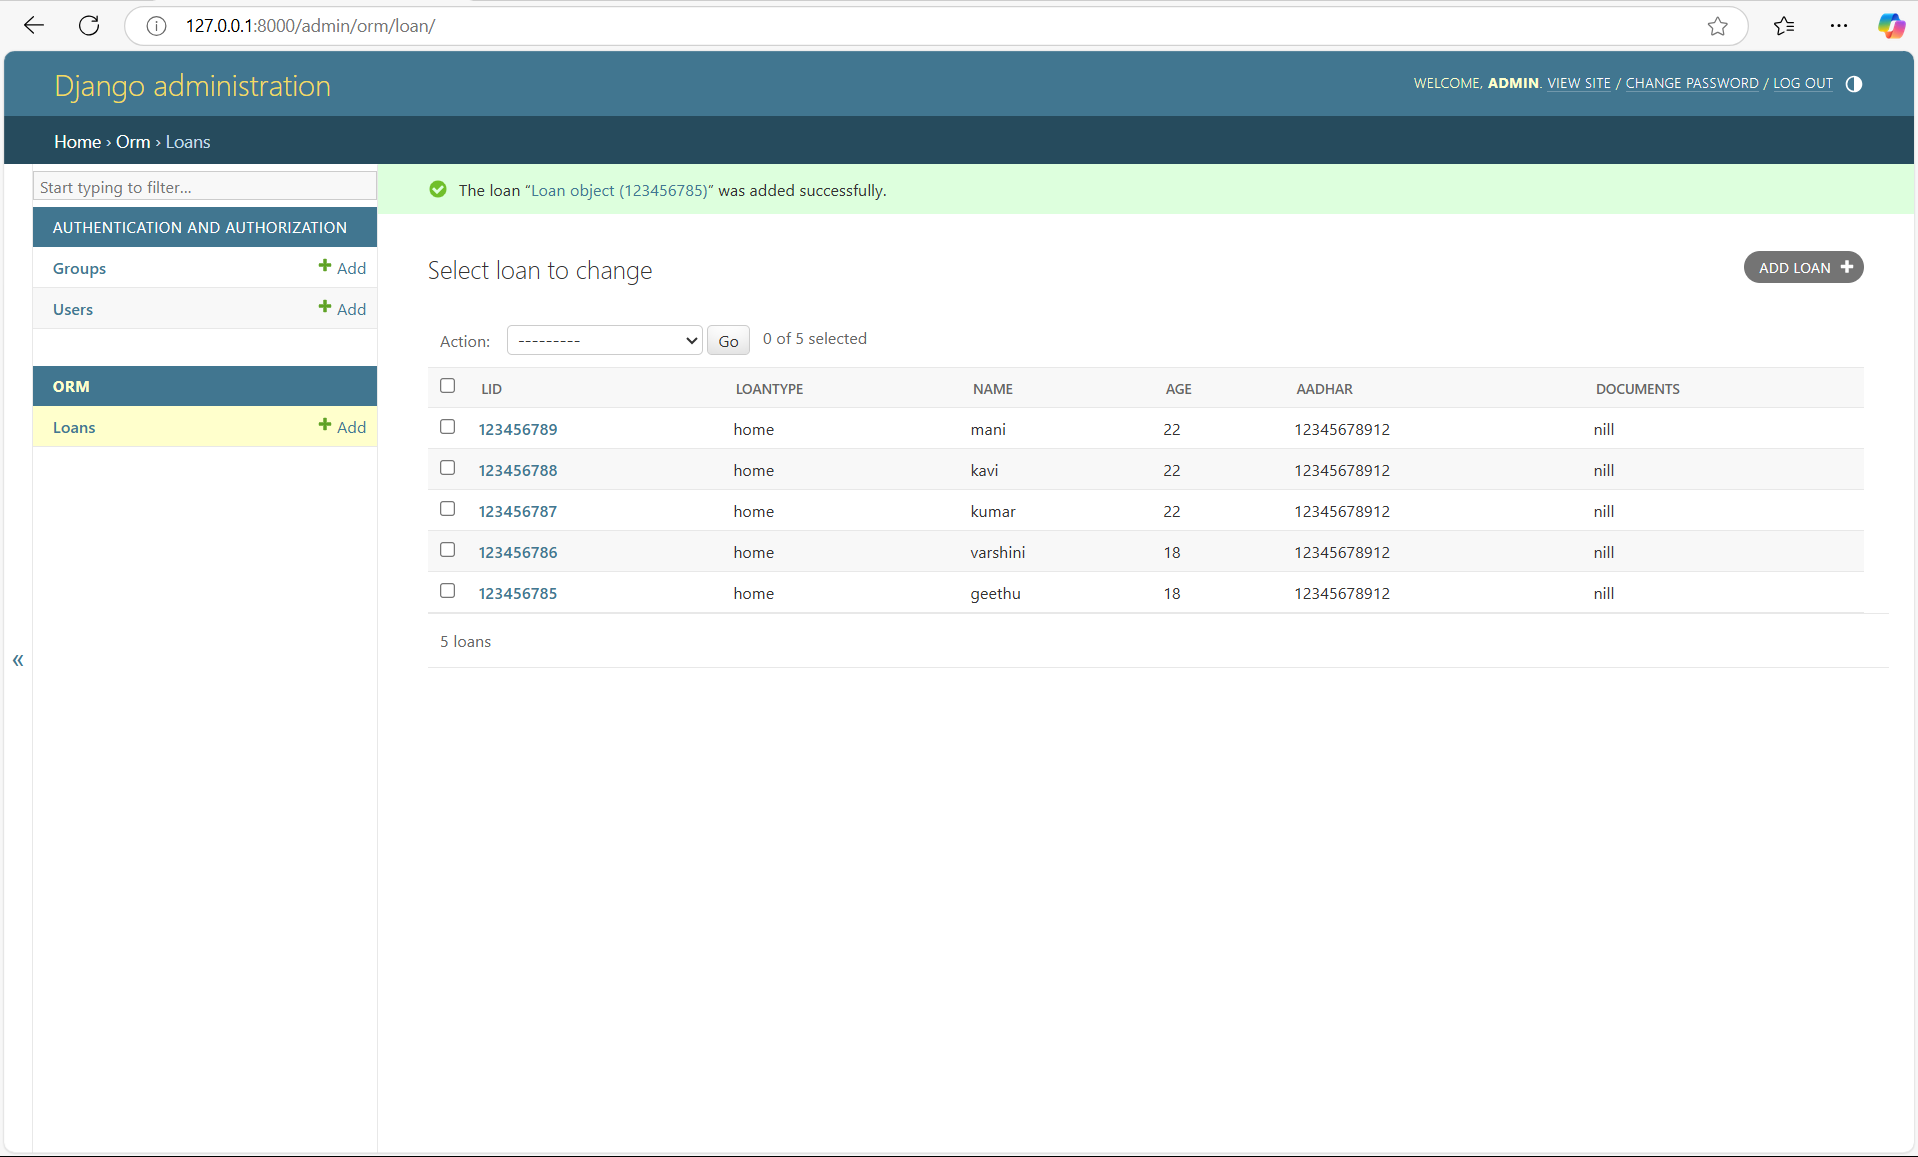 127.0.0.1:8000/admin/orm/loan/
Django administration
WELCOME, ADMIN. VIEW SITE / CHANGE PASSWORD / LOG OUT
Home › Orm › Loans
Start typing to filter...
AUTHENTICATION AND AUTHORIZATION
Groups Add
Users Add
ORM
Loans Add
The loan “Loan object (123456785)” was added successfully.
Select loan to change
ADD LOAN
Action: --------- Go 0 of 5 selected
LID LOANTYPE NAME AGE AADHAR DOCUMENTS
123456789 home mani 22 12345678912 nill
123456788 home kavi 22 12345678912 nill
123456787 home kumar 22 12345678912 nill
123456786 home varshini 18 12345678912 nill
123456785 home geethu 18 12345678912 nill
5 loans
«